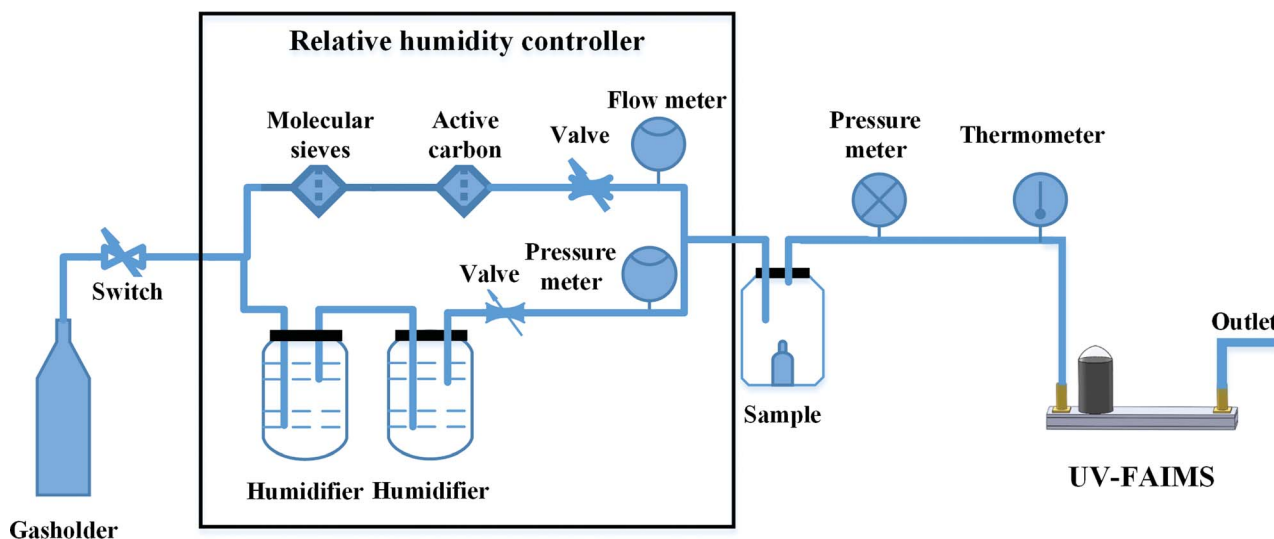 Relative humidity controller
Flow meter
Molecular
sieves
Active
carbon
Valve
Pressure
meter
Thermometer
Switch
Valve
Pressure
meter
Outlet
Sample
Humidifier
Humidifier
UV-FAIMS
Gasholder